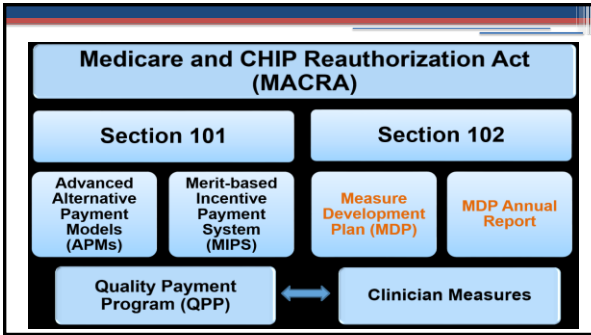 Medicare and CHIP Reauthorization Act
(MACRA)
Section 101
Section 102
Advanced
Alternative
Payment
Models
(APMs)
Merit-based
Incentive
Payment
System
(MIPS)
Measure
Development
Plan (MDP)
MDP Annual
Report
Quality Payment
Program (QPP)
Clinician Measures